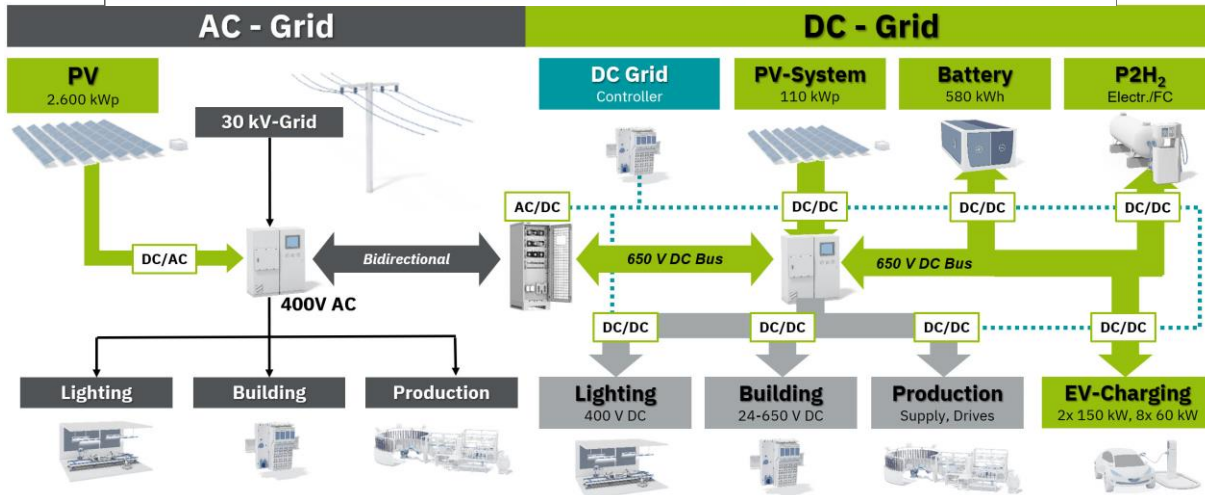 AC - Grid
DC - Grid
PV
2.600 kWp
30 kV-Grid
DC Grid
Controller
PV-System
110 kWp
Battery
580 kWh
P2H₂
Electr./FC
AC/DC
DC/DC
DC/DC
DC/DC
DC/AC
Bidirectional
650 V DC Bus
650 V DC Bus
400V AC
DC/DC
DC/DC
DC/DC
DC/DC
Lighting
Building
Production
Lighting
400 V DC
Building
24-650 V DC
Production
Supply, Drives
EV-Charging
2x 150 kW, 8x 60 kW